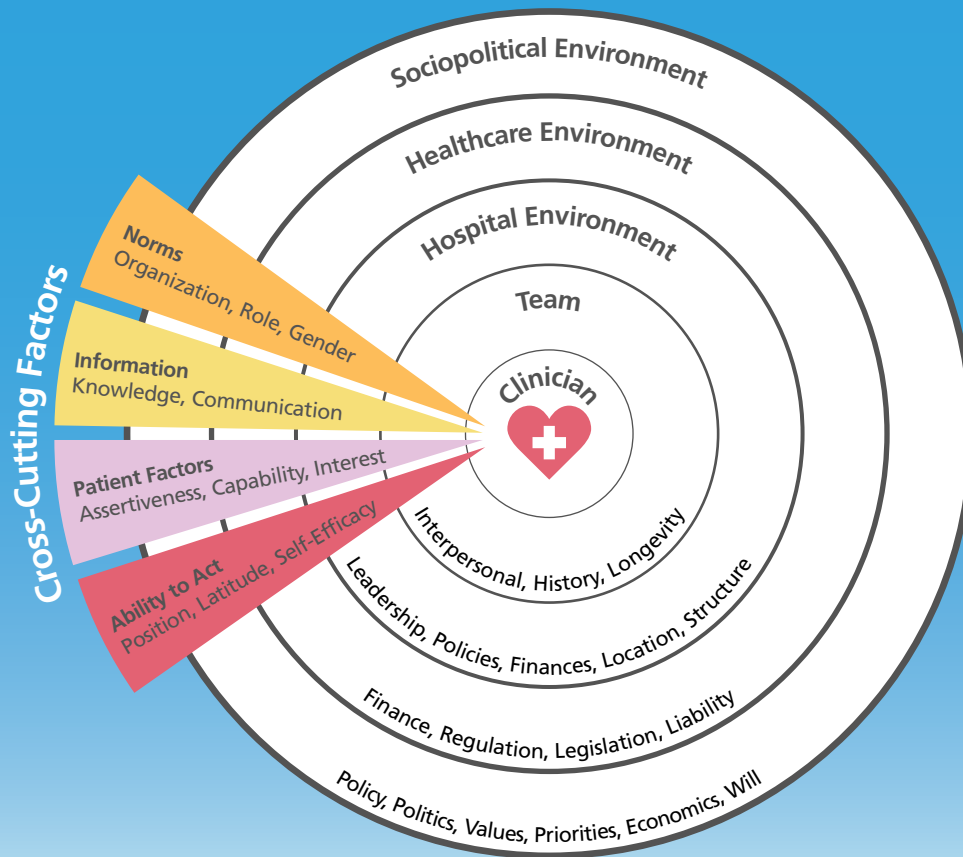 Sociopolitical Environment
Healthcare Environment
Hospital Environment
Team
Clinician
Cross-Cutting Factors
Norms
Organization, Role, Gender
Information
Knowledge, Communication
Patient Factors
Assertiveness, Capability, Interest
Ability to Act
Position, Latitude, Self-Efficacy
Interpersonal, History, Longevity
Leadership, Policies, Finances, Location, Structure
Finance, Regulation, Legislation, Liability
Policy, Politics, Values, Priorities, Economics, Will